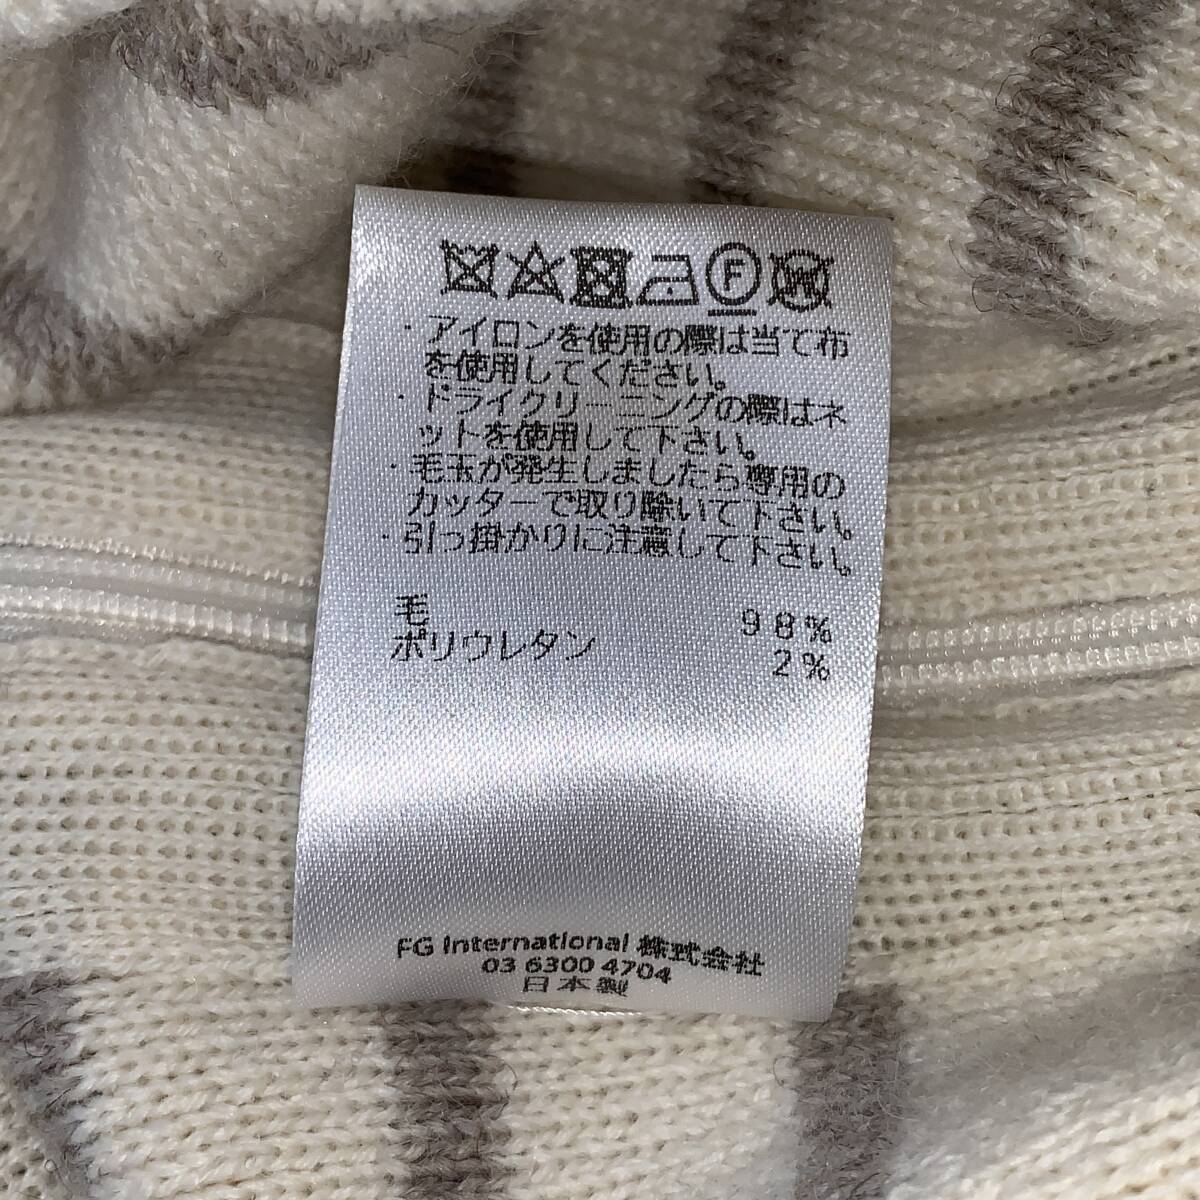 F
・アイロンを使用の際は当て布
を使用してください。
・ドライクリーニングの際はネ
ットを使用して下さい。
・毛玉が発生しましたら専用の
カッターで取り除いて下さい。
・引っ掛かりに注意して下さい。
毛 98%
ポリウレタン 2%
FG International 株式会社
03 6300 4704
日本製